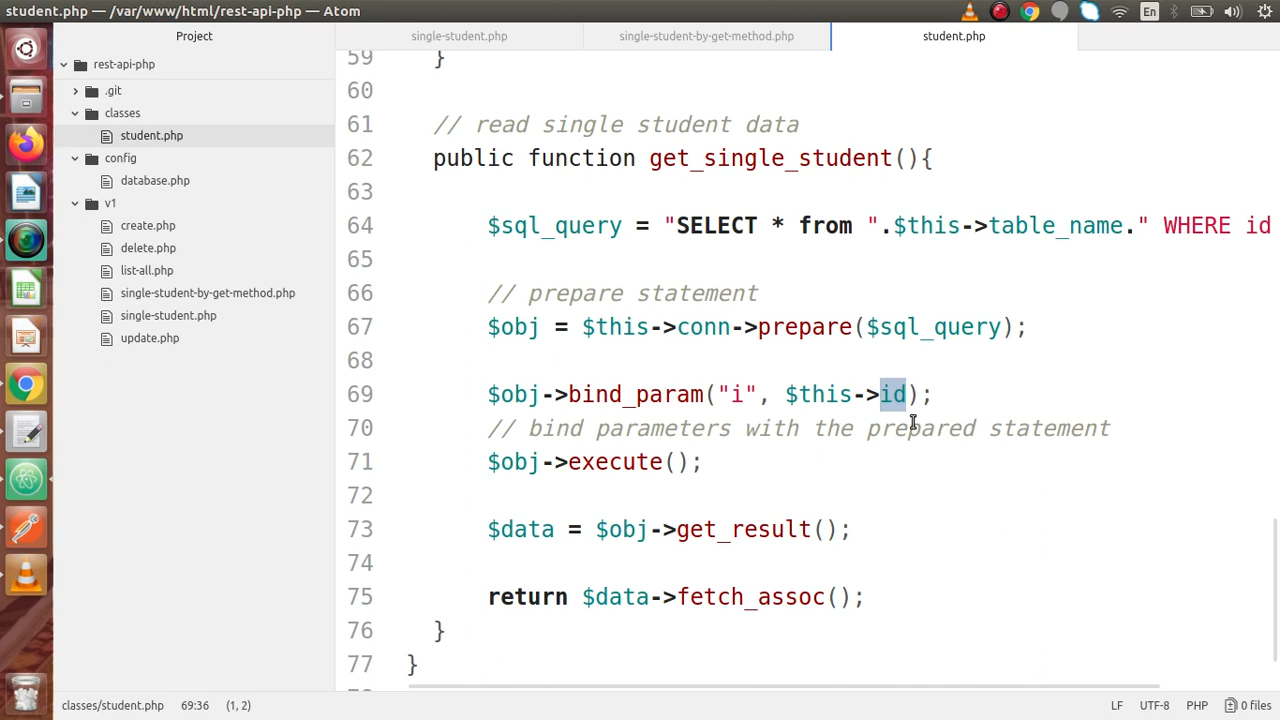 student.php — /var/www/html/rest-api-php — Atom
En
Project
single-student.php
single-student-by-get-method.php
student.php
rest-api-php
.git
classes
student.php
config
database.php
v1
create.php
delete.php
list-all.php
single-student-by-get-method.php
single-student.php
update.php
59 }
60
61 // read single student data
62 public function get_single_student(){
63
64 $sql_query = "SELECT * from ".$this->table_name." WHERE id
65
66 // prepare statement
67 $obj = $this->conn->prepare($sql_query);
68
69 $obj->bind_param("i", $this->id);
70 // bind parameters with the prepared statement
71 $obj->execute();
72
73 $data = $obj->get_result();
74
75 return $data->fetch_assoc();
76 }
77 }
classes/student.php 69:36 (1, 2)
LF UTF-8 PHP 0 files